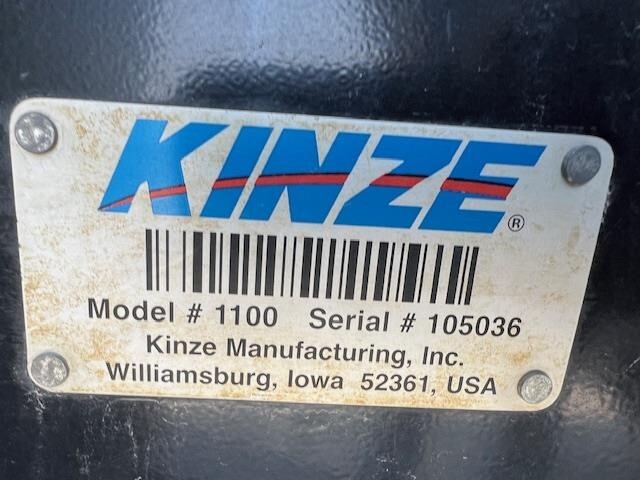 KINZE®
Model # 1100 Serial # 105036
Kinze Manufacturing, Inc.
Williamsburg, Iowa 52361, USA